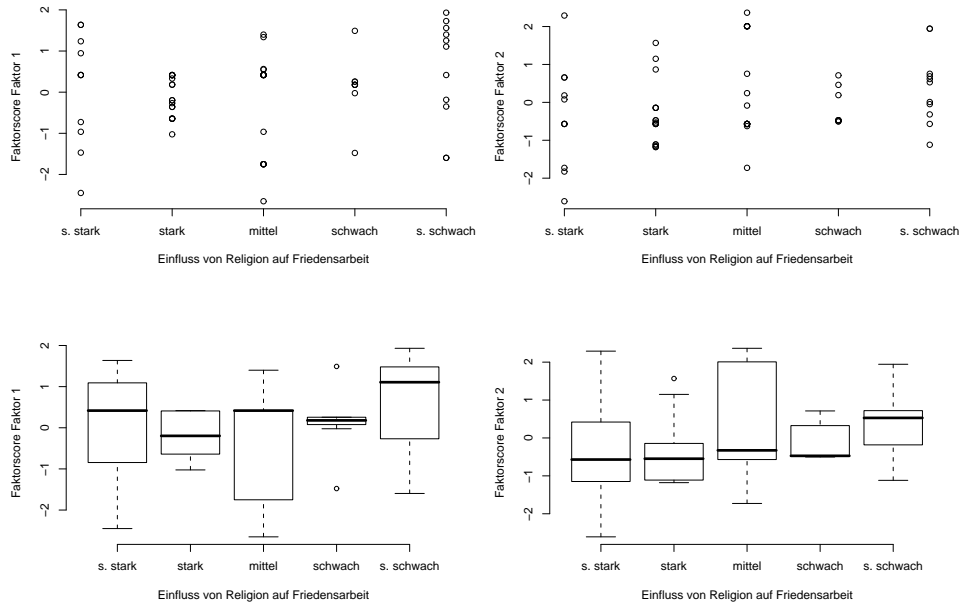 Faktorscore Faktor 1
2
1
0
−1
−2
s. stark stark mittel schwach s. schwach
Einfluss von Religion auf Friedensarbeit
Faktorscore Faktor 2
2
1
0
−1
−2
s. stark stark mittel schwach s. schwach
Einfluss von Religion auf Friedensarbeit
Faktorscore Faktor 1
2
1
0
−1
−2
s. stark stark mittel schwach s. schwach
Einfluss von Religion auf Friedensarbeit
Faktorscore Faktor 2
2
1
0
−1
−2
s. stark stark mittel schwach s. schwach
Einfluss von Religion auf Friedensarbeit